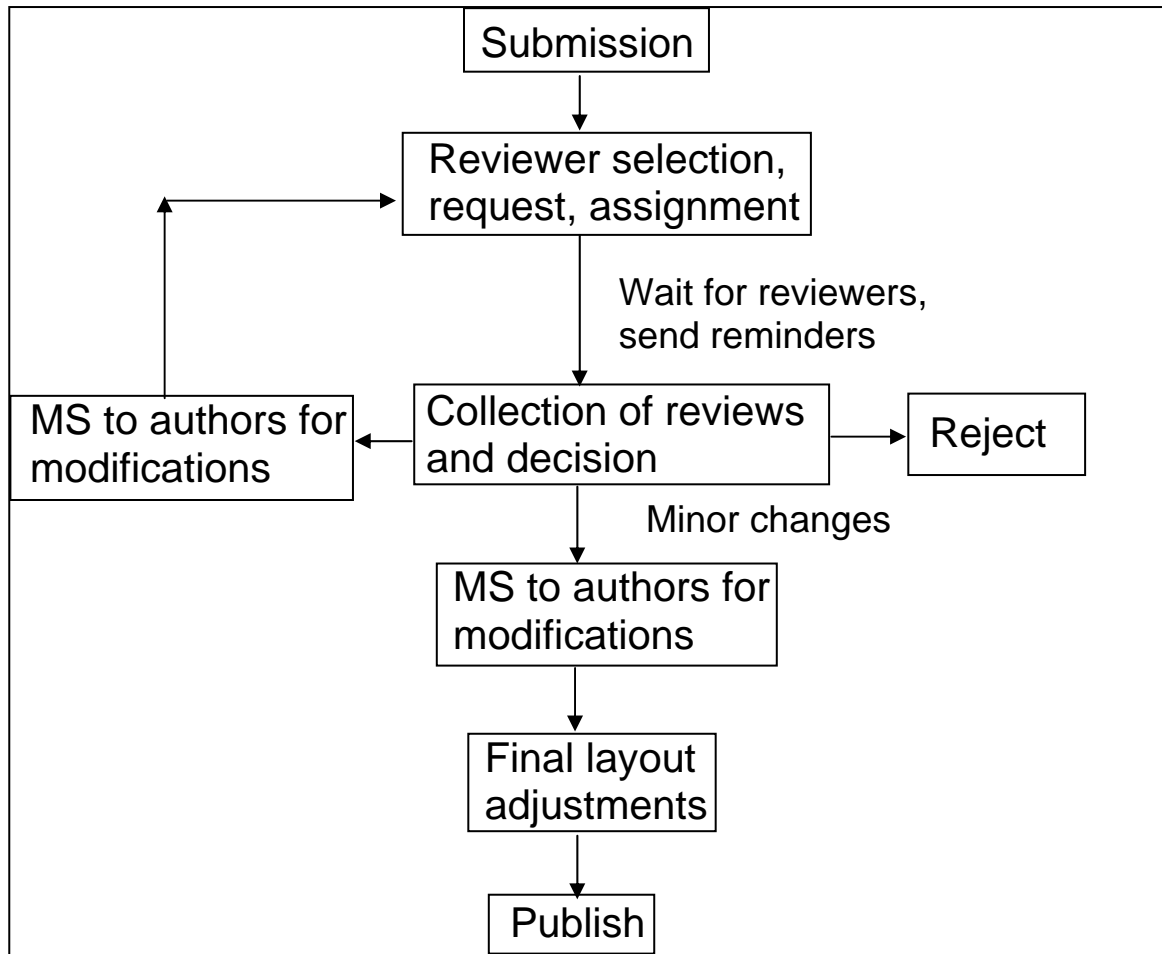 Submission
Reviewer selection,
request, assignment
Wait for reviewers,
send reminders
MS to authors for
modifications
Collection of reviews
and decision
Reject
Minor changes
MS to authors for
modifications
Final layout
adjustments
Publish